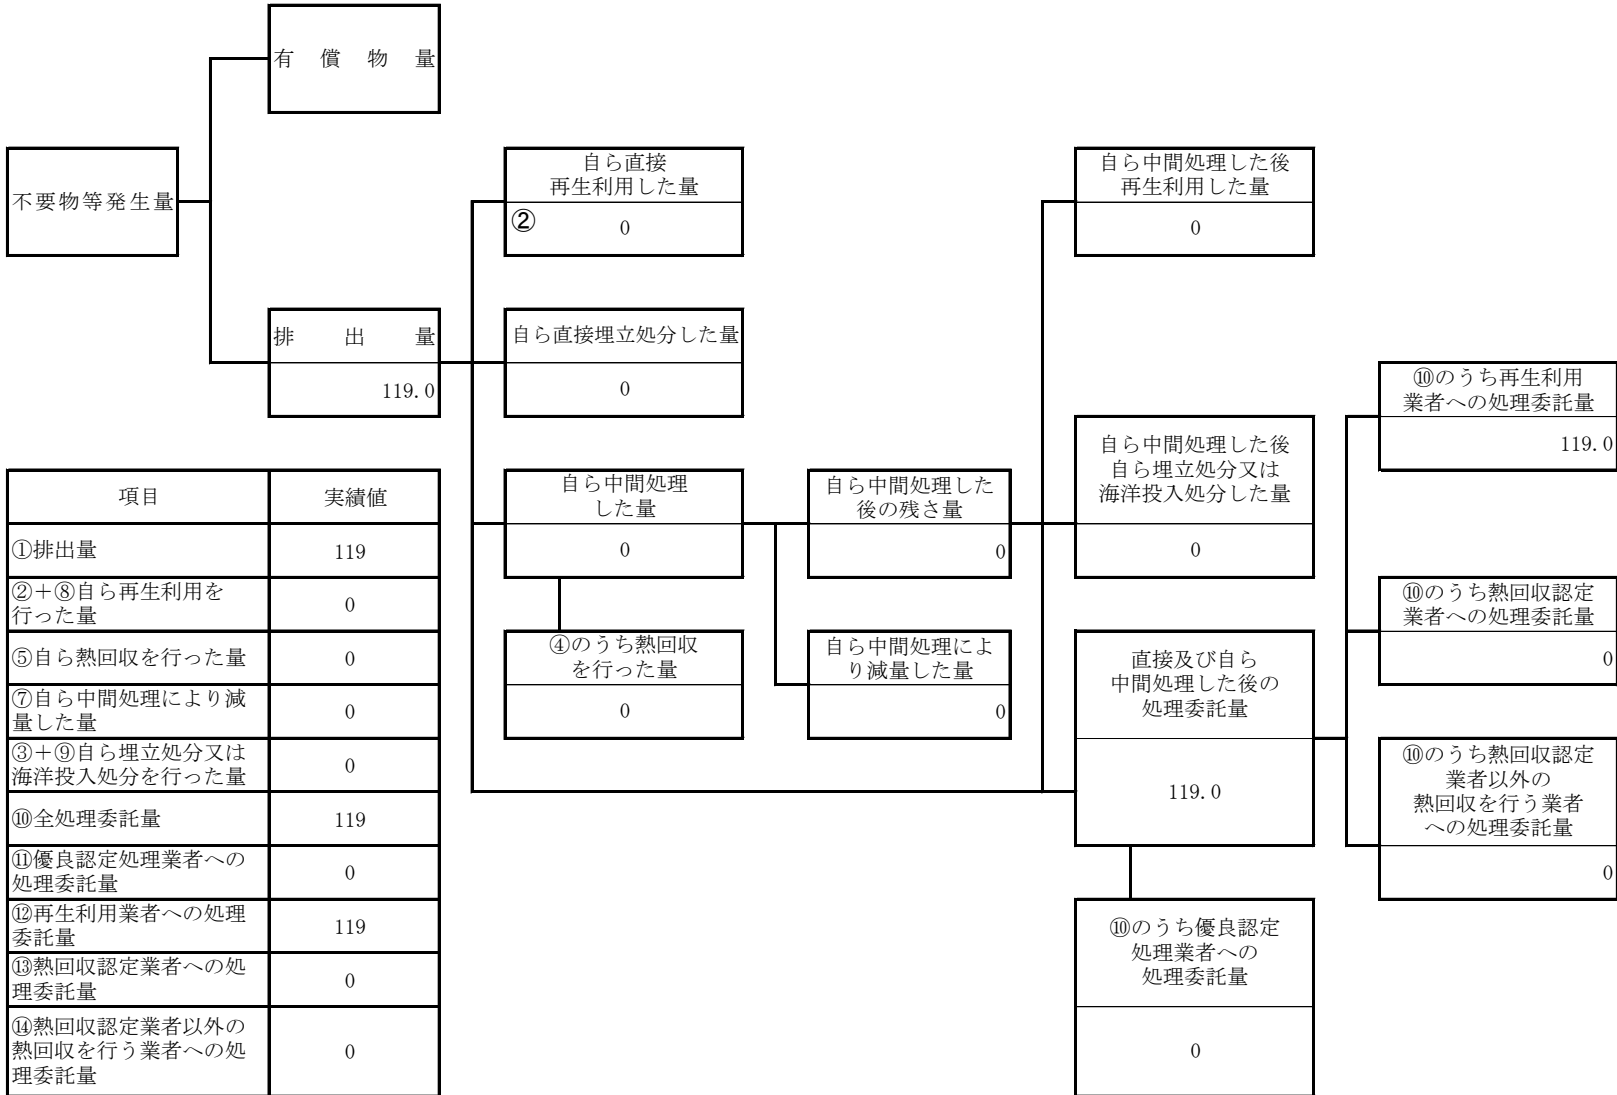 有償物量
不要物等発生量
自ら直接
再生利用した量
② 0
自ら中間処理した後
再生利用した量
0
排出量
119.0
自ら直接埋立処分した量
0
⑩のうち再生利用
業者への処理委託量
119.0
自ら中間処理
した量
0
自ら中間処理した
後の残さ量
0
自ら中間処理した後
自ら埋立処分又は
海洋投入処分した量
0
④のうち熱回収
を行った量
0
自ら中間処理によ
り減量した量
0
直接及び自ら
中間処理した後の
処理委託量
119.0
⑩のうち熱回収認定
業者への処理委託量
0
⑩のうち熱回収認定
業者以外の
熱回収を行う業者
への処理委託量
0
⑩のうち優良認定
処理業者への
処理委託量
0
項目 実績値
①排出量 119
②+⑧自ら再生利用を
行った量 0
⑤自ら熱回収を行った量 0
⑦自ら中間処理により減
量した量 0
③+⑨自ら埋立処分又は
海洋投入処分を行った量 0
⑩全処理委託量 119
⑪優良認定処理業者への
処理委託量 0
⑫再生利用業者への処理
委託量 119
⑬熱回収認定業者への処
理委託量 0
⑭熱回収認定業者以外の
熱回収を行う業者への処
理委託量 0